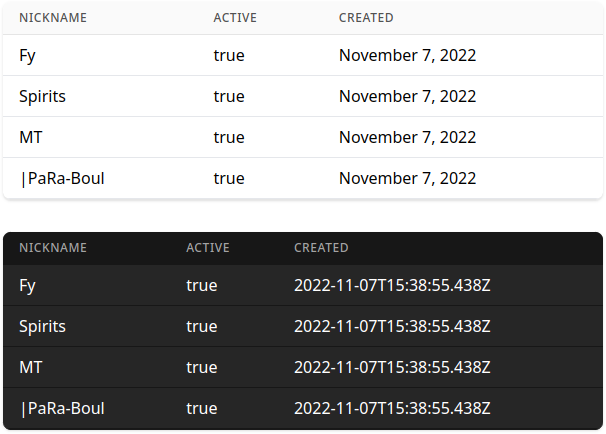 NICKNAME ACTIVE CREATED
Fy true November 7, 2022
Spirits true November 7, 2022
MT true November 7, 2022
|PaRa-Boul true November 7, 2022
NICKNAME ACTIVE CREATED
Fy true 2022-11-07T15:38:55.438Z
Spirits true 2022-11-07T15:38:55.438Z
MT true 2022-11-07T15:38:55.438Z
|PaRa-Boul true 2022-11-07T15:38:55.438Z